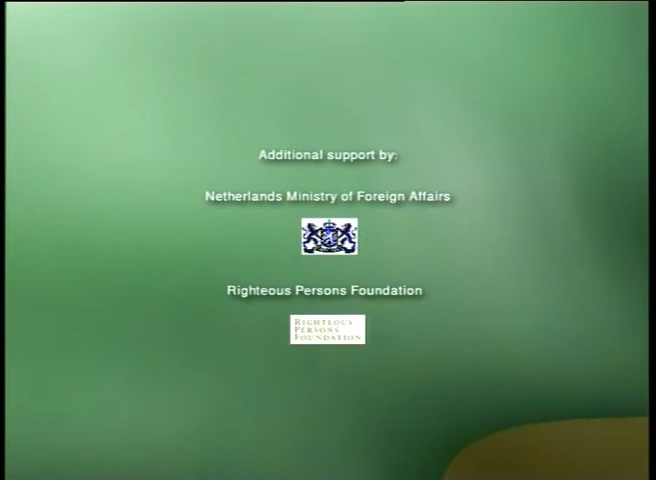 Additional support by:
Netherlands Ministry of Foreign Affairs
Righteous Persons Foundation
RIGHTEOUS
PERSONS
FOUNDATION